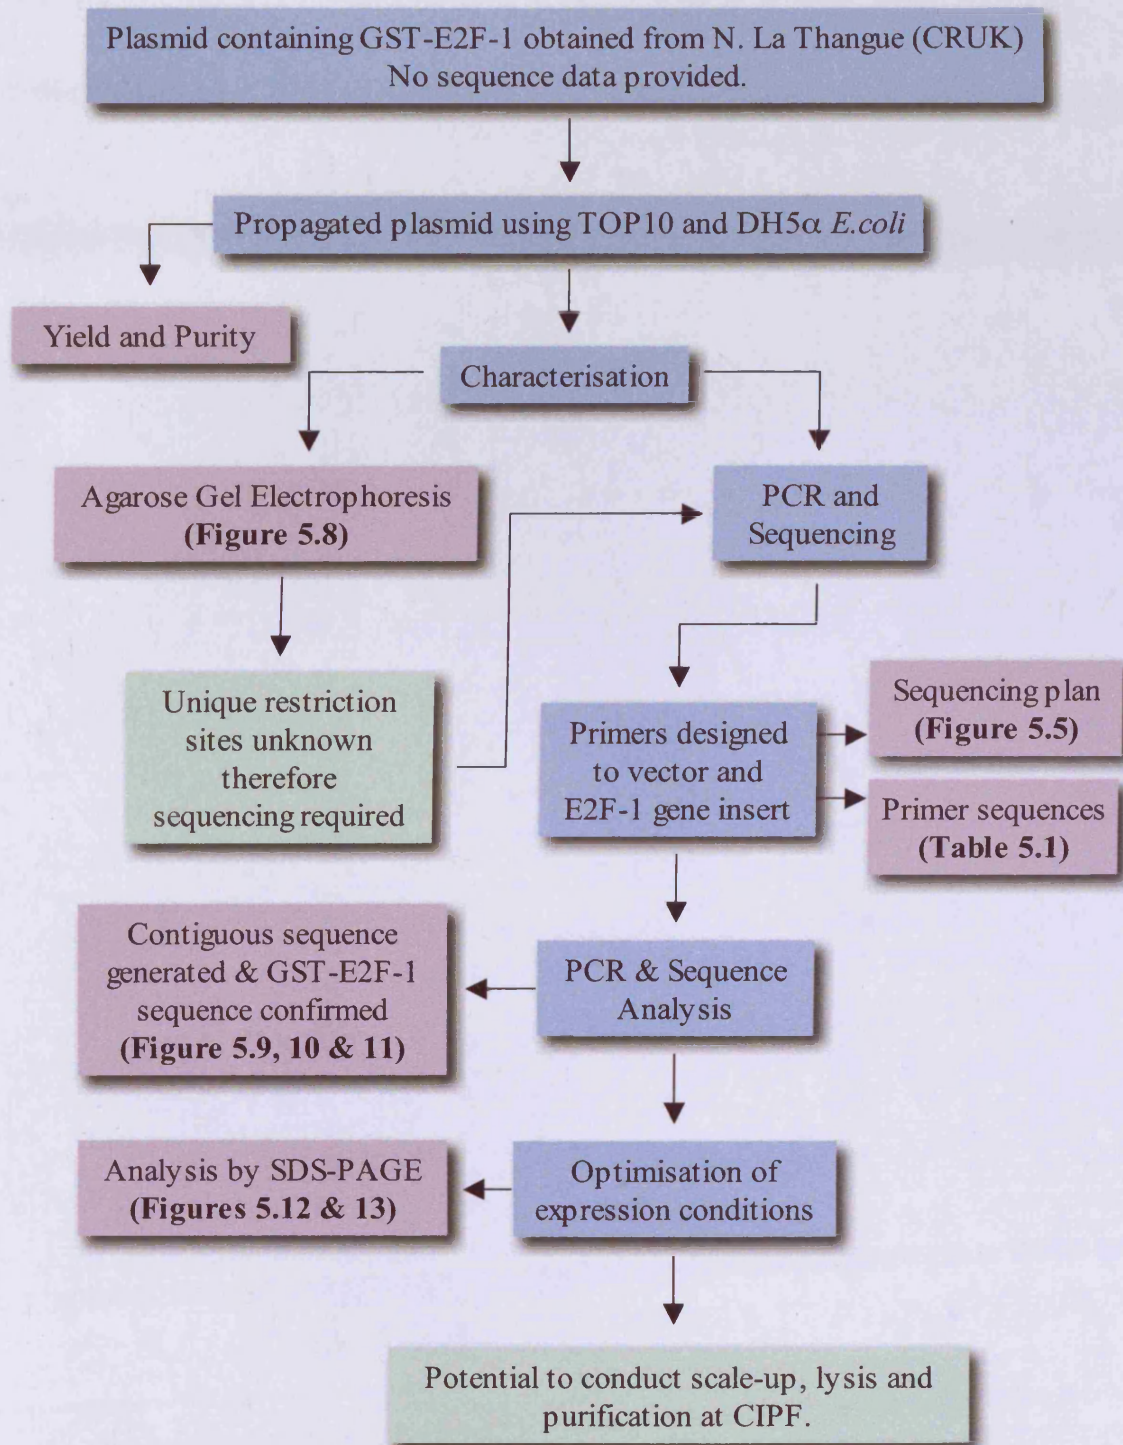 Plasmid containing GST-E2F-1 obtained from N. La Thangue (CRUK)
No sequence data provided.
Propagated plasmid using TOP10 and DH5α E.coli
Yield and Purity
Characterisation
Agarose Gel Electrophoresis
(Figure 5.8)
PCR and
Sequencing
Unique restriction
sites unknown
therefore
sequencing required
Primers designed
to vector and
E2F-1 gene insert
Sequencing plan
(Figure 5.5)
Primer sequences
(Table 5.1)
Contiguous sequence
generated & GST-E2F-1
sequence confirmed
(Figure 5.9, 10 & 11)
PCR & Sequence
Analysis
Analysis by SDS-PAGE
(Figures 5.12 & 13)
Optimisation of
expression conditions
Potential to conduct scale-up, lysis and
purification at CIPF.